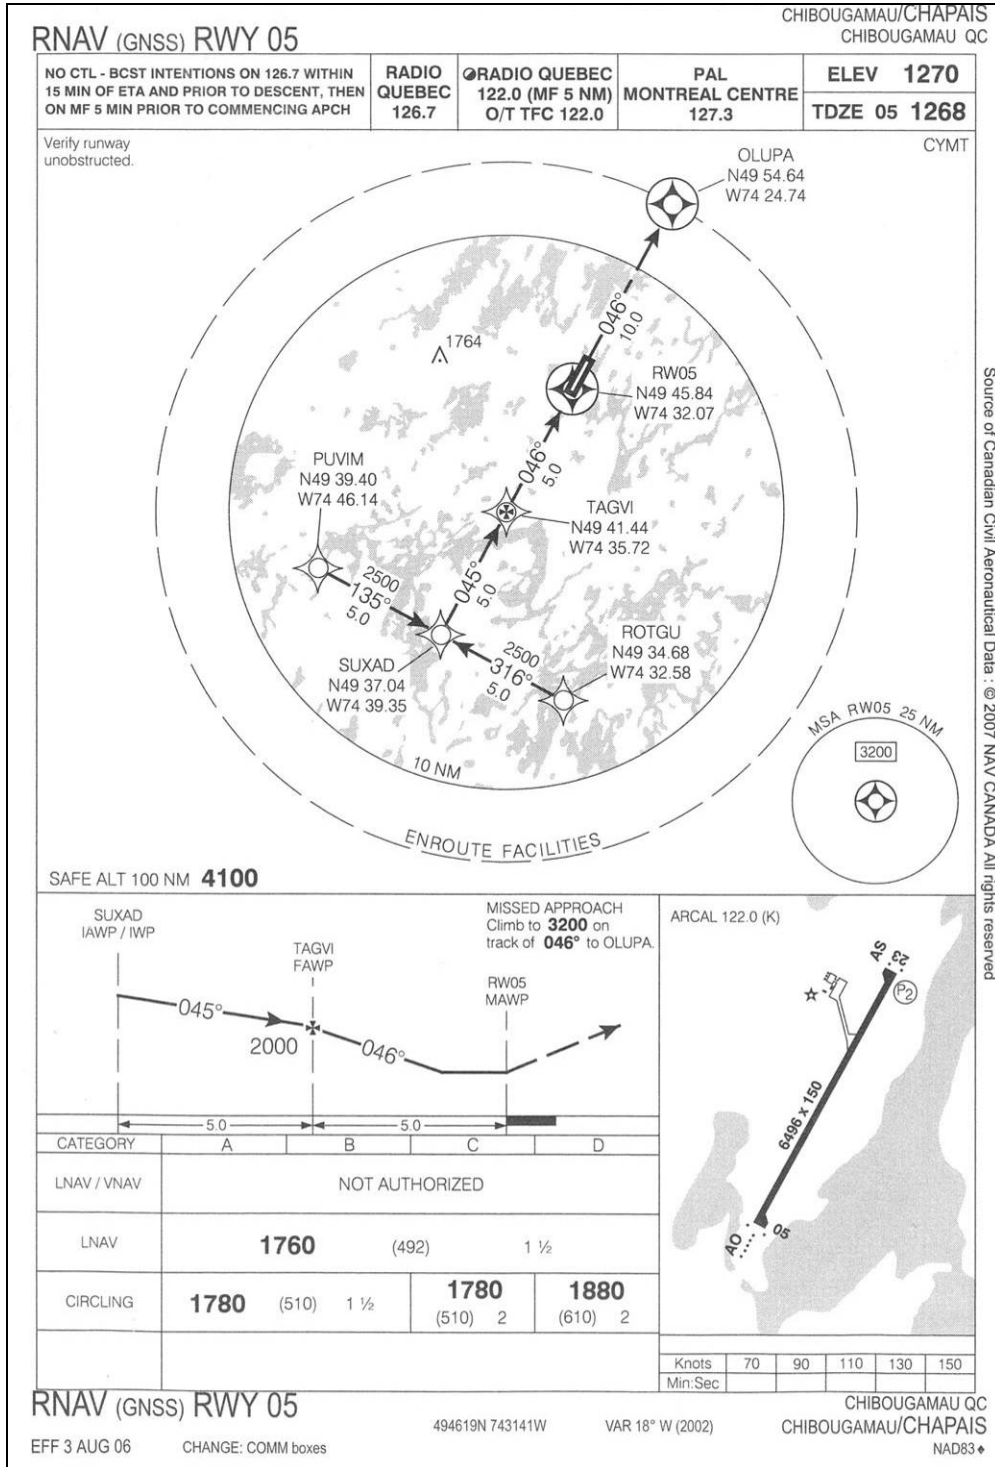 CHIBOUGAMAU/CHAPAIS
RNAV (GNSS) RWY 05
CHIBOUGAMAU QC
NO CTL - BCST INTENTIONS ON 126.7 WITHIN
15 MIN OF ETA AND PRIOR TO DESCENT, THEN
ON MF 5 MIN PRIOR TO COMMENCING APCH
RADIO
QUEBEC
126.7
RADIO QUEBEC
122.0 (MF 5 NM)
O/T TFC 122.0
PAL
MONTREAL CENTRE
127.3
ELEV 1270
TDZE 05 1268
Verify runway
unobstructed.
CYMT
OLUPA
N49 54.64
W74 24.74
046°
10.0
1764
RW05
N49 45.84
W74 32.07
046°
5.0
PUVIM
N49 39.40
W74 46.14
TAGVI
N49 41.44
W74 35.72
2500
135°
5.0
045°
5.0
SUXAD
N49 37.04
W74 39.35
2500
316°
5.0
ROTGU
N49 34.68
W74 32.58
10 NM
ENROUTE FACILITIES
MSA RW05 25 NM
3200
SAFE ALT 100 NM 4100
Source of Canadian Civil Aeronautical Data : © 2007 NAV CANADA All rights reserved
SUXAD
IAWP / IWP
TAGVI
FAWP
MISSED APPROACH
Climb to 3200 on
track of 046° to OLUPA.
RW05
MAWP
045°
2000
046°
5.0
5.0
ARCAL 122.0 (K)
AS
23
P2
6496 x 150
AO
05
CATEGORY A B C D
LNAV / VNAV NOT AUTHORIZED
LNAV 1760 (492) 1 ½
CIRCLING 1780 (510) 1 ½ 1780 (510) 2 1880 (610) 2
Knots 70 90 110 130 150
Min:Sec
RNAV (GNSS) RWY 05
EFF 3 AUG 06 CHANGE: COMM boxes
494619N 743141W VAR 18° W (2002)
CHIBOUGAMAU QC
CHIBOUGAMAU/CHAPAIS
NAD83